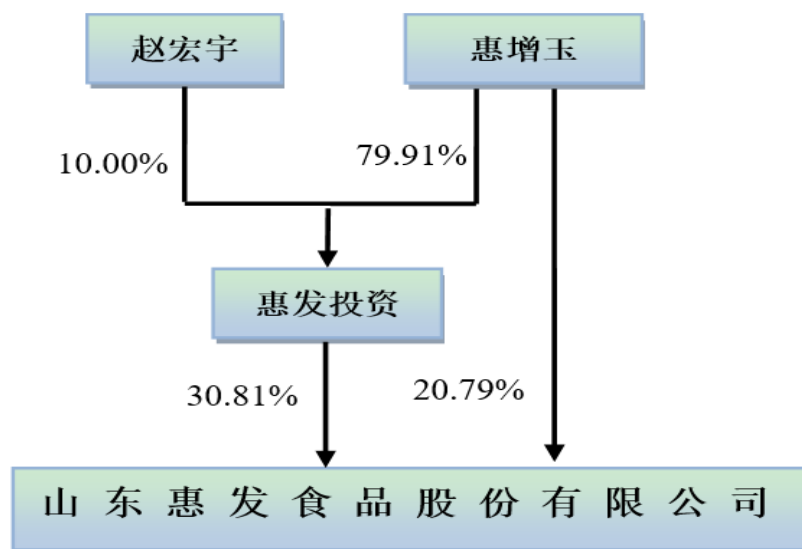 赵宏宇
惠增玉
10.00%
79.91%
惠发投资
30.81%
20.79%
山东惠发食品股份有限公司